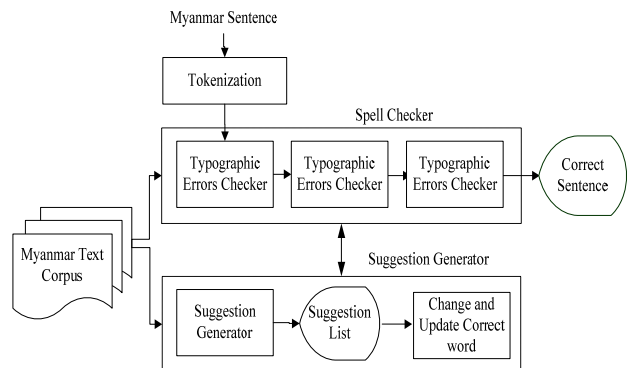 Myanmar Sentence
Tokenization
Spell Checker
Typographic
Errors Checker
Typographic
Errors Checker
Typographic
Errors Checker
Correct
Sentence
Myanmar Text
Corpus
Suggestion Generator
Suggestion
Generator
Suggestion
List
Change and
Update Correct
word